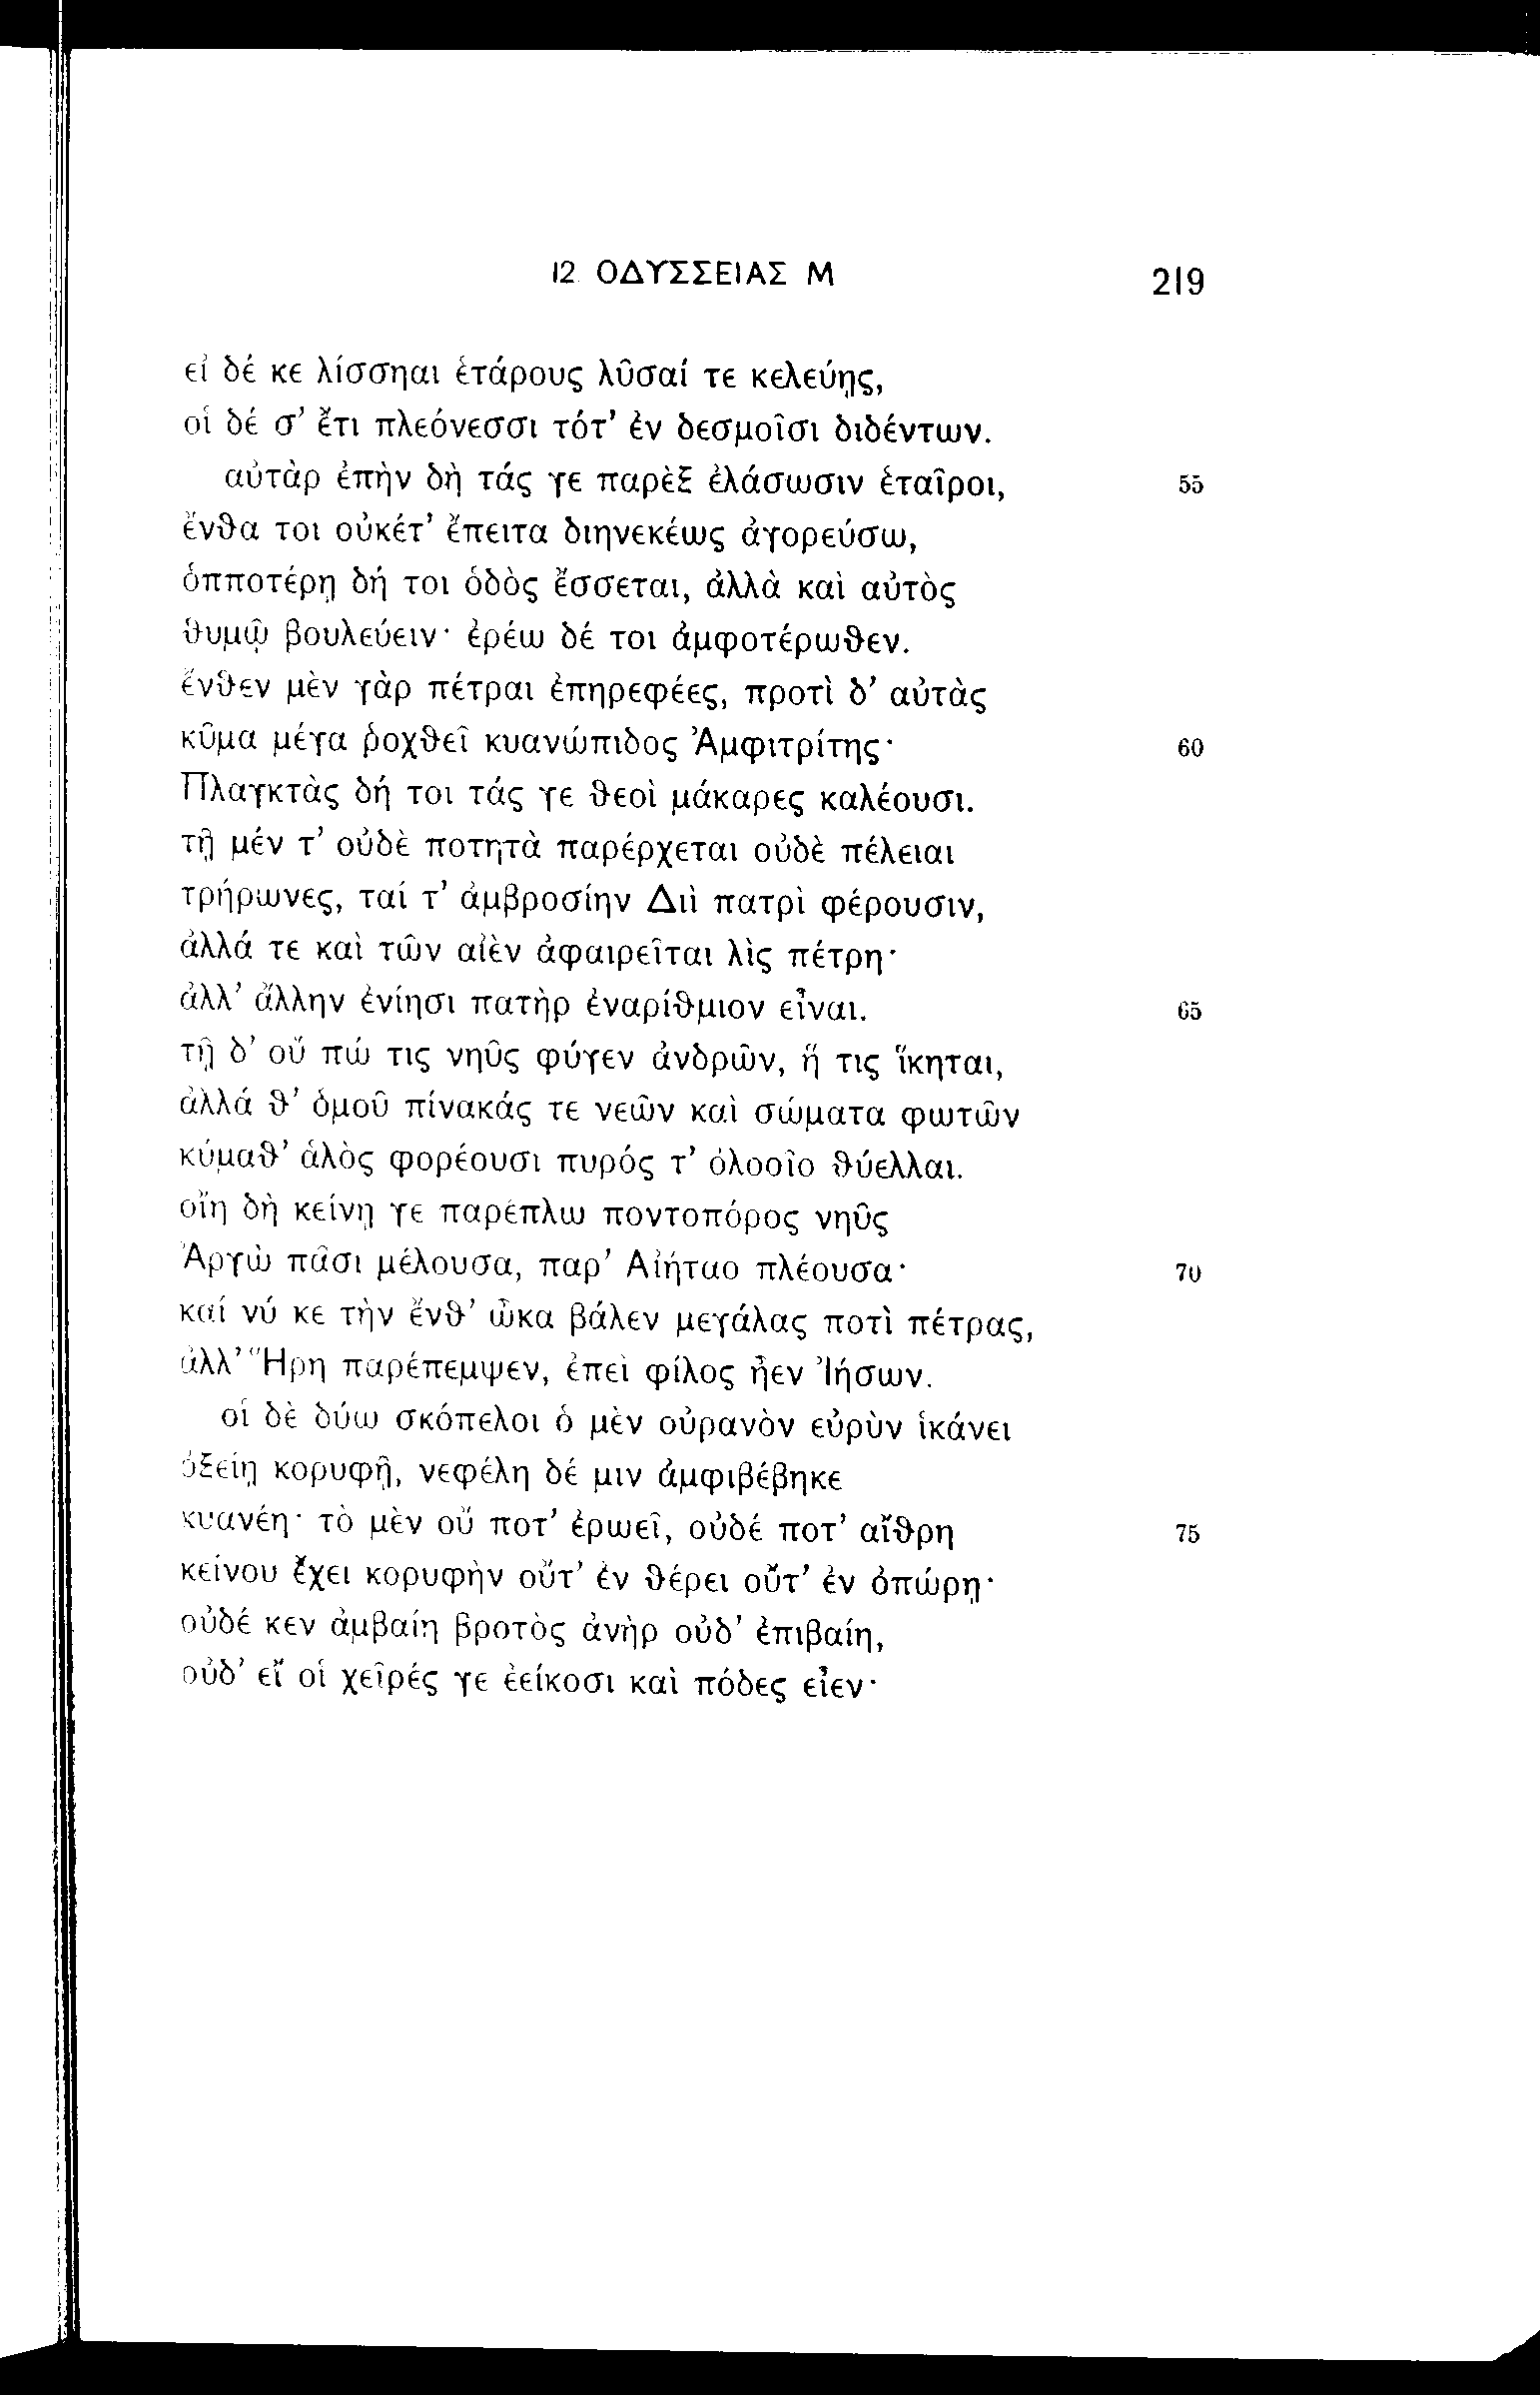 12 ΟΔΥΣΣΕΙΑΣ Μ 219
εἰ δέ κε λίσσηαι ἑτάρους λῦσαί τε κελεύῃς,
οἱ δέ σ’ ἔτι πλεόνεσσι τότ’ ἐν δεσμοῖσι διδέντων.
αὐτὰρ ἐπὴν δὴ τάς γε παρὲξ ἐλάσωσιν ἑταῖροι, 55
ἔνθα τοι οὐκέτ’ ἔπειτα διηνεκέως ἀγορεύσω,
ὁπποτέρη δή τοι ὁδὸς ἔσσεται, ἀλλὰ καὶ αὐτὸς
θυμῷ βουλεύειν· ἐρέω δέ τοι ἀμφοτέρωθεν.
ἔνθεν μὲν γὰρ πέτραι ἐπηρεφέες, προτὶ δ’ αὐτὰς
κῦμα μέγα ῥοχθεῖ κυανώπιδος Ἀμφιτρίτης· 60
Πλαγκτὰς δή τοι τάς γε θεοὶ μάκαρες καλέουσι.
τῇ μέν τ’ οὐδὲ ποτητὰ παρέρχεται οὐδὲ πέλειαι
τρήρωνες, ταί τ’ ἀμβροσίην Διὶ πατρὶ φέρουσιν,
ἀλλά τε καὶ τῶν αἰὲν ἀφαιρεῖται λὶς πέτρη·
ἀλλ’ ἄλλην ἐνίησι πατὴρ ἐναρίθμιον εἶναι. 65
τῇ δ’ οὔ πώ τις νηῦς φύγεν ἀνδρῶν, ἥ τις ἵκηται,
ἀλλά θ’ ὁμοῦ πίνακάς τε νεῶν καὶ σώματα φωτῶν
κύμαθ’ ἁλὸς φορέουσι πυρός τ’ ὀλοοῖο θύελλαι.
οἴη δὴ κείνῃ γε παρέπλω ποντοπόρος νηῦς
Ἀργὼ πᾶσι μέλουσα, παρ’ Αἰήταο πλέουσα· 70
καί νύ κε τὴν ἔνθ’ ὦκα βάλεν μεγάλας ποτὶ πέτρας,
ἀλλ’ Ἥρη παρέπεμψεν, ἐπεὶ φίλος ἦεν Ἰήσων.
οἱ δὲ δύω σκόπελοι ὁ μὲν οὐρανὸν εὐρὺν ἱκάνει
ὀξείῃ κορυφῇ, νεφέλη δέ μιν ἀμφιβέβηκε
κυανέη· τὸ μὲν οὔ ποτ’ ἐρωεῖ, οὐδέ ποτ’ αἴθρη 75
κείνου ἔχει κορυφὴν οὔτ’ ἐν θέρει οὔτ’ ἐν ὀπώρῃ·
οὐδέ κεν ἀμβαίη βροτὸς ἀνὴρ οὐδ’ ἐπιβαίη,
οὐδ’ εἴ οἱ χεῖρές γε ἐείκοσι καὶ πόδες εἶεν·